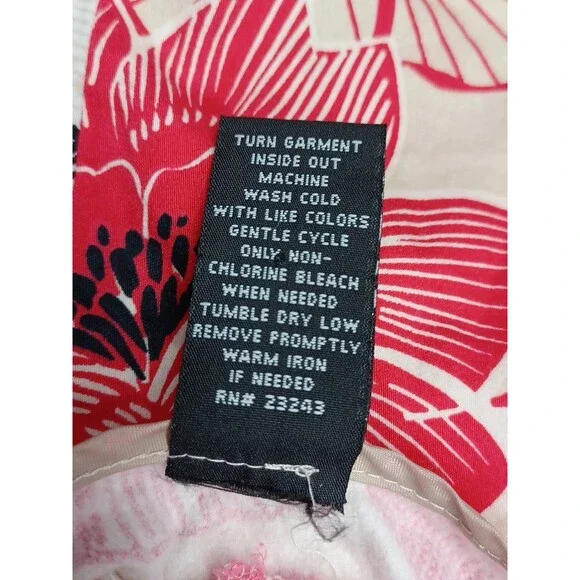 TURN GARMENT
INSIDE OUT
MACHINE
WASH COLD
WITH LIKE COLORS
GENTLE CYCLE
ONLY NON-
CHLORINE BLEACH
WHEN NEEDED
TUMBLE DRY LOW
REMOVE PROMPTLY
WARM IRON
IF NEEDED
RN# 23243